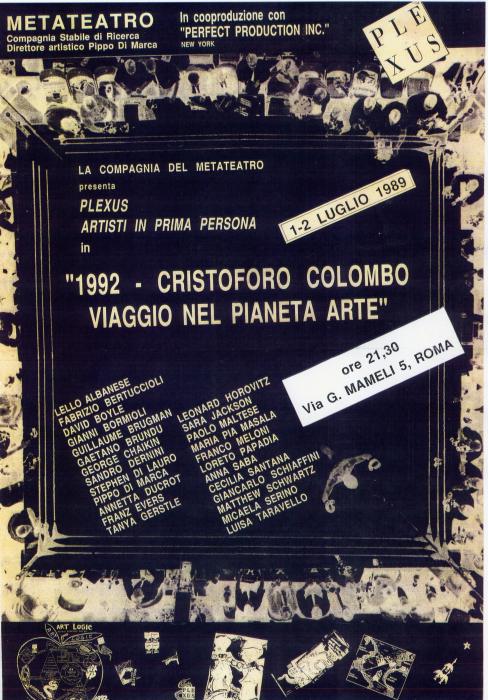 METATEATRO
Compagnia Stabile di Ricerca
Direttore artistico Pippo Di Marca
In cooproduzione con
"PERFECT PRODUCTION INC."
NEW YORK
PLE
XUS
LA COMPAGNIA DEL METATEATRO
presenta
PLEXUS
ARTISTI IN PRIMA PERSONA
in
1-2 LUGLIO 1989
"1992 - CRISTOFORO COLOMBO
VIAGGIO NEL PIANETA ARTE"
ore 21,30
Via G. MAMELI 5, ROMA
LELLO ALBANESE
FABRIZIO BERTUCCIOLI
DAVID BOYLE
GIANNI BORMIOLI
GUILLAUME BRUGMAN
GAETANO BRUNDU
GEORGE CHAIKIN
SANDRO DERNINI
STEPHEN DI LAURO
PIPPO DI MARCA
ANNETTA DUCROT
FRANZ EVERS
TANYA GERSTLE
LEONARD HOROVITZ
SARA JACKSON
PAOLO MALTESE
MARIA PIA MASALA
FRANCO MELONI
LORETO PAPADIA
ANNA SABA
CECILIA SANTANA
GIANCARLO SCHIAFFINI
MATTHEW SCHWARTZ
MICAELA SERINO
LUISA TARAVELLO
ART LOGIC
PLE
XUS